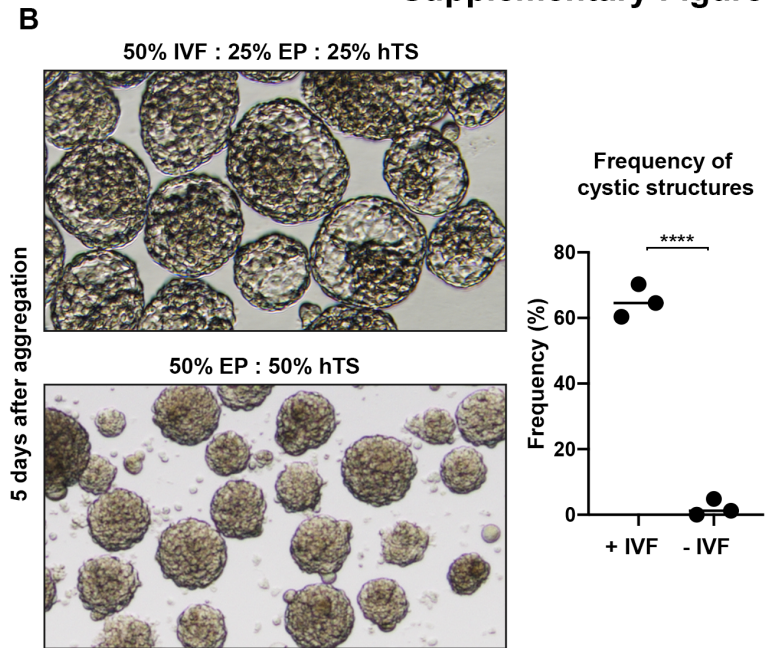 Supplementary Figure
B
50% IVF : 25% EP : 25% hTS
5 days after aggregation
50% EP : 50% hTS
Frequency of
cystic structures
****
Frequency (%)
80
60
40
20
0
+ IVF
- IVF